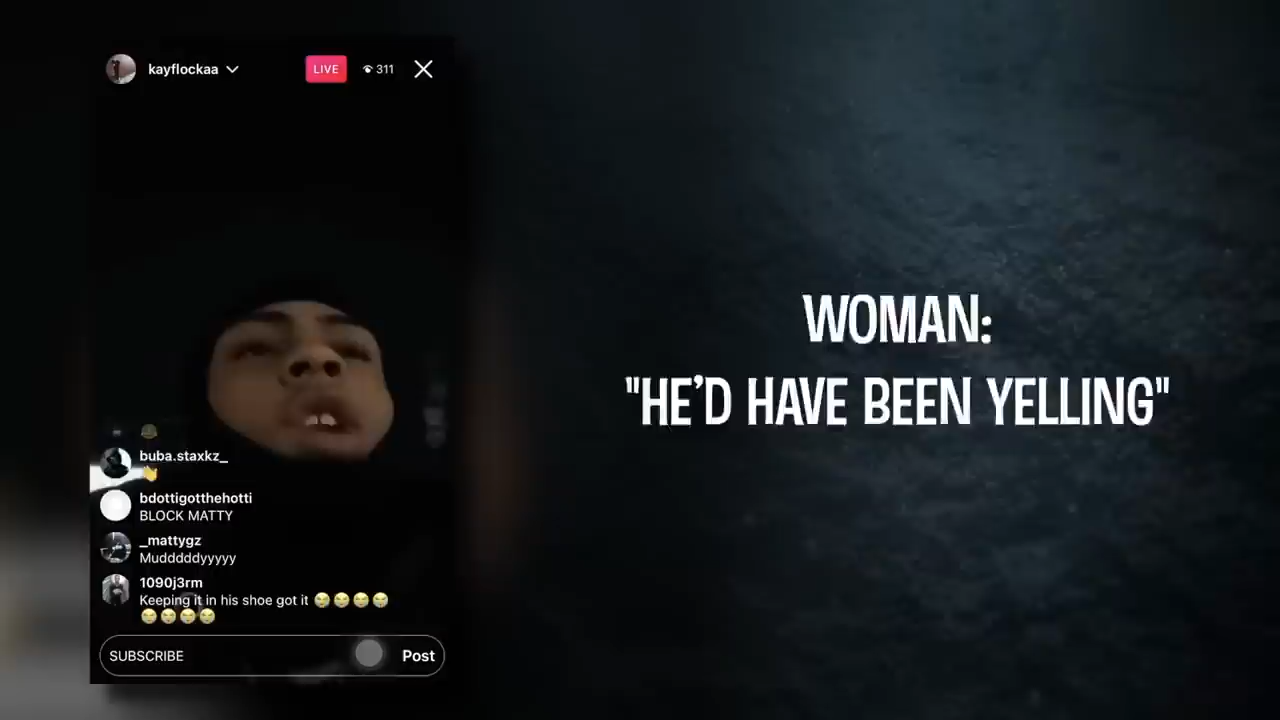 kayflockaa
LIVE
311
buba.staxkz_
👏
bdottigotthehotti
BLOCK MATTY
_mattygz
Mudddddyyyyy
1090j3rm
Keeping it in his shoe got it 😭😭😭😭
😭😭😭😭
SUBSCRIBE
Post
WOMAN:
"HE’D HAVE BEEN YELLING"